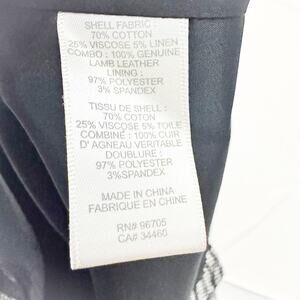 SHELL FABRIC :
70% COTTON
25% VISCOSE 5% LINEN
COMBO : 100% GENUINE
LAMB LEATHER
LINING :
97% POLYESTER
3% SPANDEX
TISSU DE SHELL :
70% COTON
25% VISCOSE 5% TOILE
COMBINE : 100% CUIR
D' AGNEAU VERITABLE
DOUBLURE :
97% POLYESTER
3%SPANDEX
MADE IN CHINA
FABRIQUE EN CHINE
RN# 96705
CA# 34460